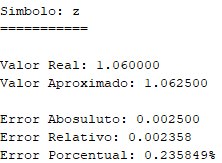 Simbolo: z
===========
Valor Real: 1.060000
Valor Aproximado: 1.062500
Error Abosuluto: 0.002500
Error Relativo: 0.002358
Error Porcentual: 0.235849%